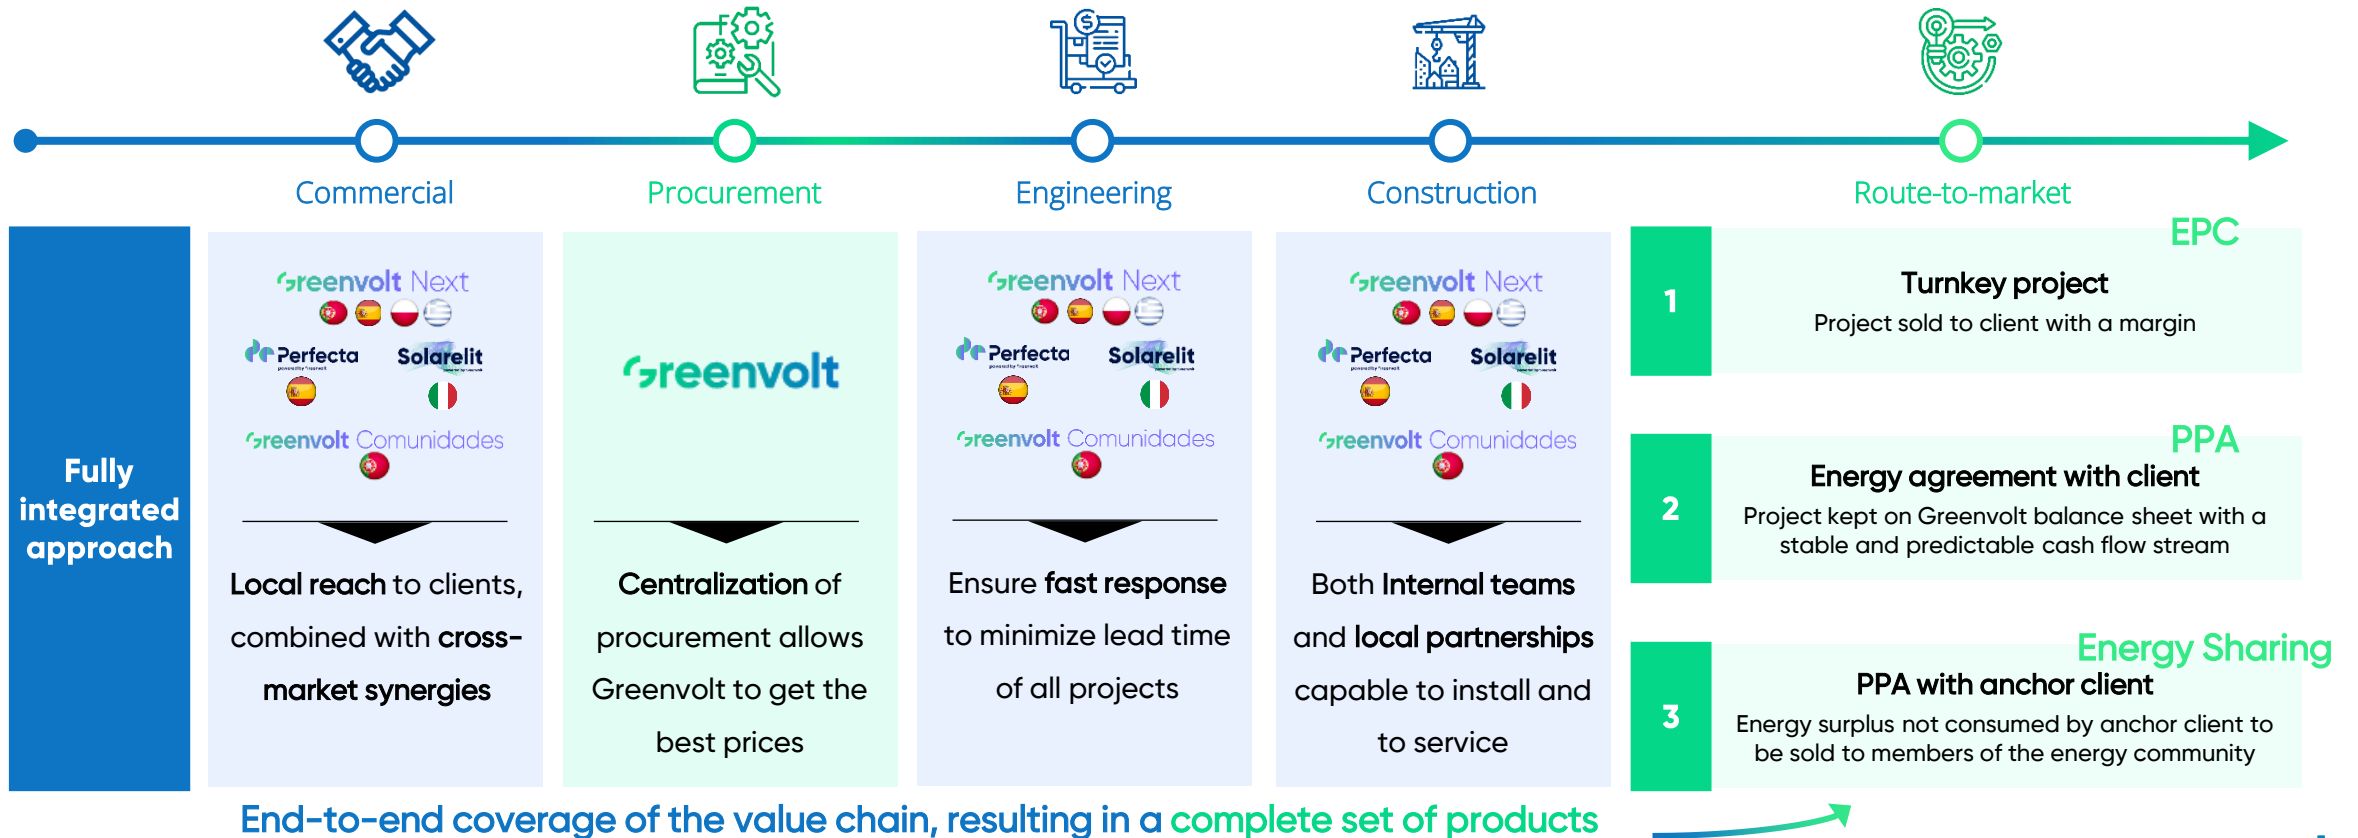 Commercial
Procurement
Engineering
Construction
Route-to-market
Fully
integrated
approach
Greenvolt Next
Perfecta
Solarelit
Greenvolt Comunidades
Local reach to clients,
combined with cross-
market synergies
Greenvolt
Centralization of
procurement allows
Greenvolt to get the
best prices
Greenvolt Next
Perfecta
Solarelit
Greenvolt Comunidades
Ensure fast response
to minimize lead time
of all projects
Greenvolt Next
Perfecta
Solarelit
Greenvolt Comunidades
Both Internal teams
and local partnerships
capable to install and
to service
EPC
1
Turnkey project
Project sold to client with a margin
PPA
2
Energy agreement with client
Project kept on Greenvolt balance sheet with a
stable and predictable cash flow stream
Energy Sharing
3
PPA with anchor client
Energy surplus not consumed by anchor client to
be sold to members of the energy community
End-to-end coverage of the value chain, resulting in a complete set of products